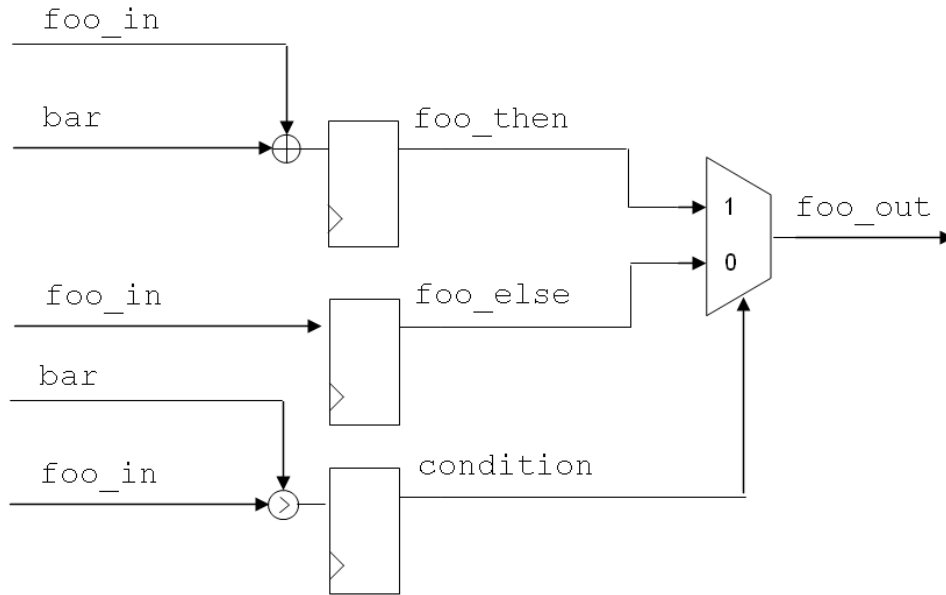 foo_in
bar
foo_then
1
foo_out
0
foo_in
foo_else
bar
foo_in
>
condition